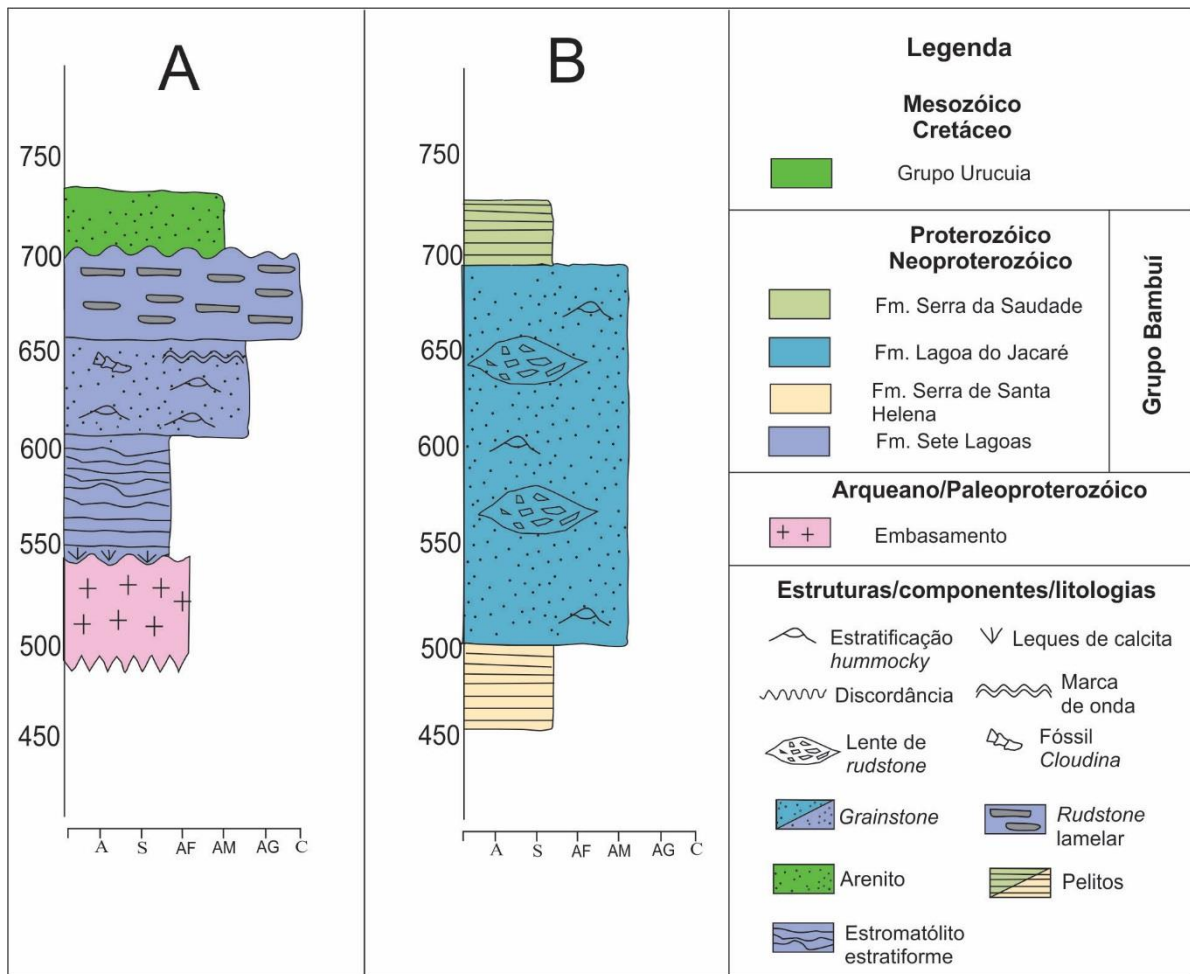 A
750
700
650
600
550
500
450
A S AF AM AG C
B
750
700
650
600
550
500
450
A S AF AM AG C
Legenda
Mesozóico
Cretáceo
Grupo Urucuia
Proterozóico
Neoproterozóico
Fm. Serra da Saudade
Fm. Lagoa do Jacaré
Fm. Serra de Santa
Helena
Fm. Sete Lagoas
Grupo Bambuí
Arqueano/Paleoproterozóico
Embasamento
Estruturas/componentes/litologias
Estratificação
hummocky
Leques de calcita
Discordância
Marca
de onda
Lente de
rudstone
Fóssil
Cloudina
Grainstone
Rudstone
lamelar
Arenito
Pelitos
Estromatólito
estratiforme